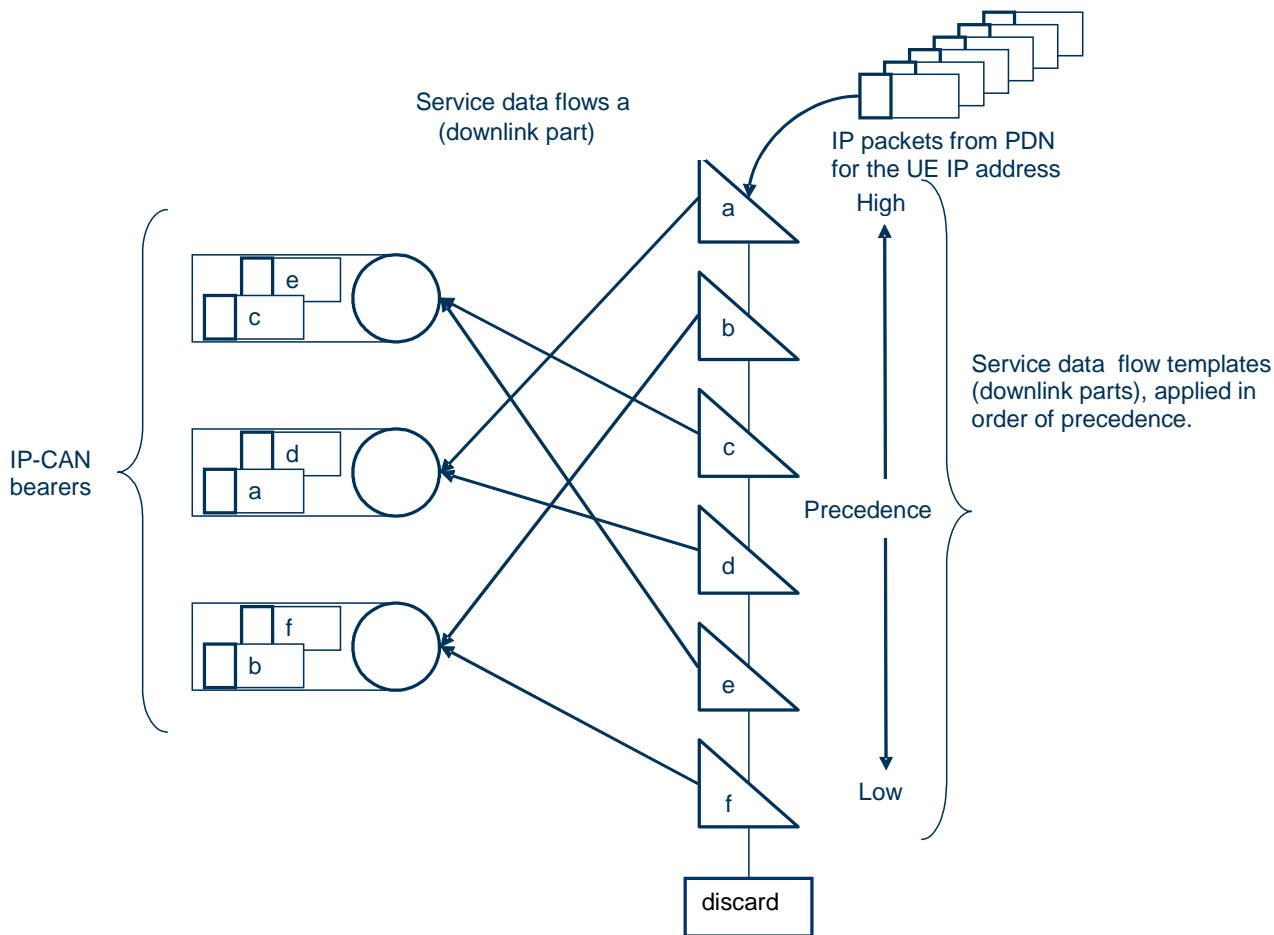 Service data flows a
(downlink part)
IP packets from PDN
for the UE IP address
a
High
e
c
b
Service data flow templates
(downlink parts), applied in
order of precedence.
c
IP-CAN
bearers
d
a
Precedence
d
f
b
e
Low
f
discard